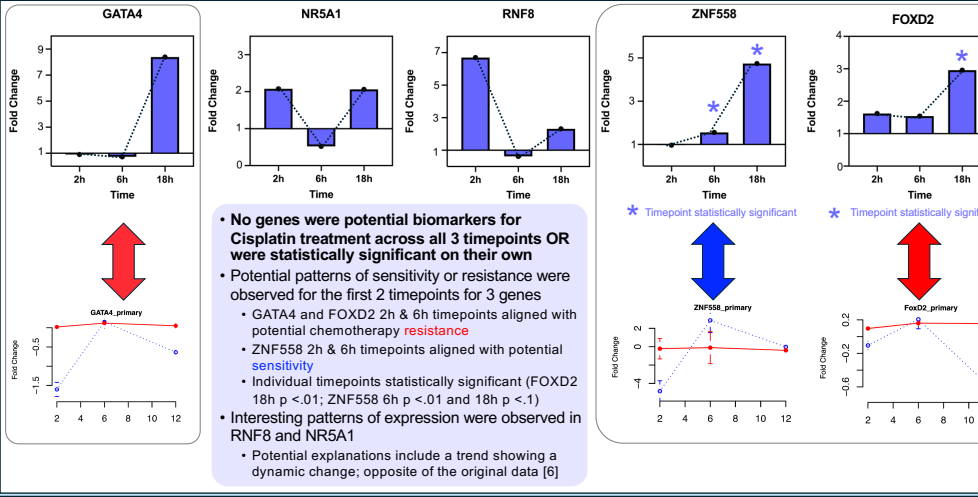 GATA4
NR5A1
RNF8
ZNF558
FOXD2
Fold Change
9
7
5
3
1
2h
6h
18h
Time
Fold Change
3
2
1
0
2h
6h
18h
Time
Fold Change
7
5
3
1
2h
6h
18h
Time
Fold Change
5
3
1
*
*
2h
6h
18h
Time
Fold Change
4
3
2
1
0
*
2h
6h
18h
Time
* Timepoint statistically significant
* Timepoint statistically signif
• No genes were potential biomarkers for
Cisplatin treatment across all 3 timepoints OR
were statistically significant on their own
• Potential patterns of sensitivity or resistance were
observed for the first 2 timepoints for 3 genes
• GATA4 and FOXD2 2h & 6h timepoints aligned with
potential chemotherapy resistance
• ZNF558 2h & 6h timepoints aligned with potential
sensitivity
• Individual timepoints statistically significant (FOXD2
18h p <.01; ZNF558 6h p <.01 and 18h p <.1)
• Interesting patterns of expression were observed in
RNF8 and NR5A1
• Potential explanations include a trend showing a
dynamic change; opposite of the original data [6]
GATA4_primary
Fold Change
-0.5
-1.5
2 4 6 8 10 12
ZNF558_primary
Fold Change
2
0
-4
2 4 6 8 10 12
FoxD2_primary
Fold Change
0.2
-0.2
-0.6
2 4 6 8 10